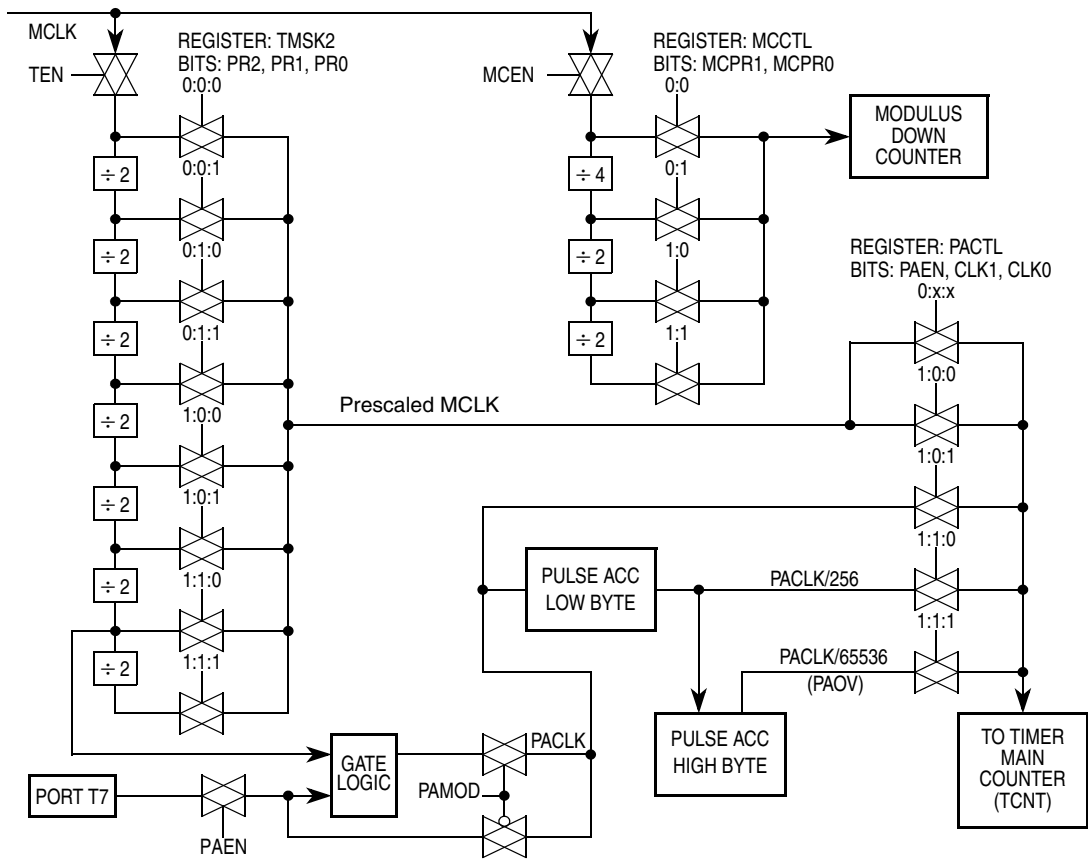 MCLK
TEN
REGISTER: TMSK2
BITS: PR2, PR1, PR0
0:0:0
÷ 2
0:0:1
÷ 2
0:1:0
÷ 2
0:1:1
÷ 2
1:0:0
÷ 2
1:0:1
÷ 2
1:1:0
÷ 2
1:1:1
MCEN
REGISTER: MCCTL
BITS: MCPR1, MCPR0
0:0
÷ 4
0:1
÷ 2
1:0
÷ 2
1:1
MODULUS
DOWN
COUNTER
REGISTER: PACTL
BITS: PAEN, CLK1, CLK0
0:x:x
Prescaled MCLK
1:0:0
1:0:1
1:1:0
PULSE ACC
LOW BYTE
PACLK/256
1:1:1
PACLK/65536
(PAOV)
PULSE ACC
HIGH BYTE
TO TIMER
MAIN
COUNTER
(TCNT)
PORT T7
PAEN
GATE
LOGIC
PACLK
PAMOD